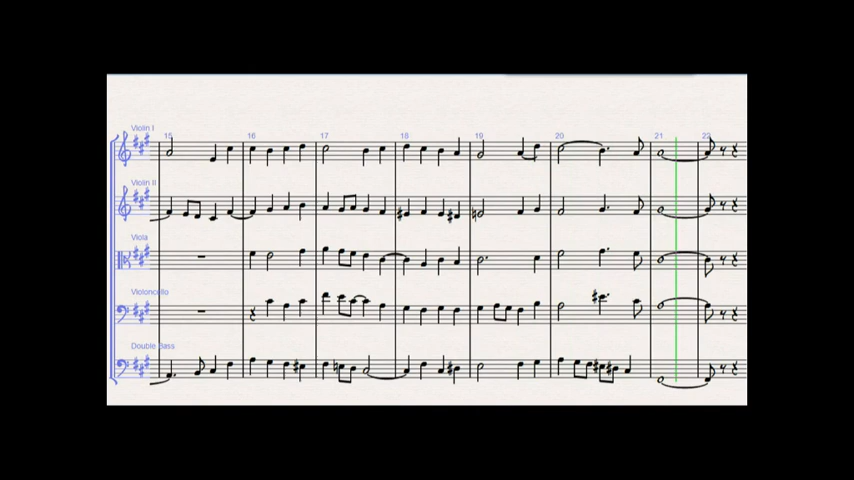 Violin I
15 16 17 18 19 20 21 22
Violin II
Viola
Violoncello
Double Bass